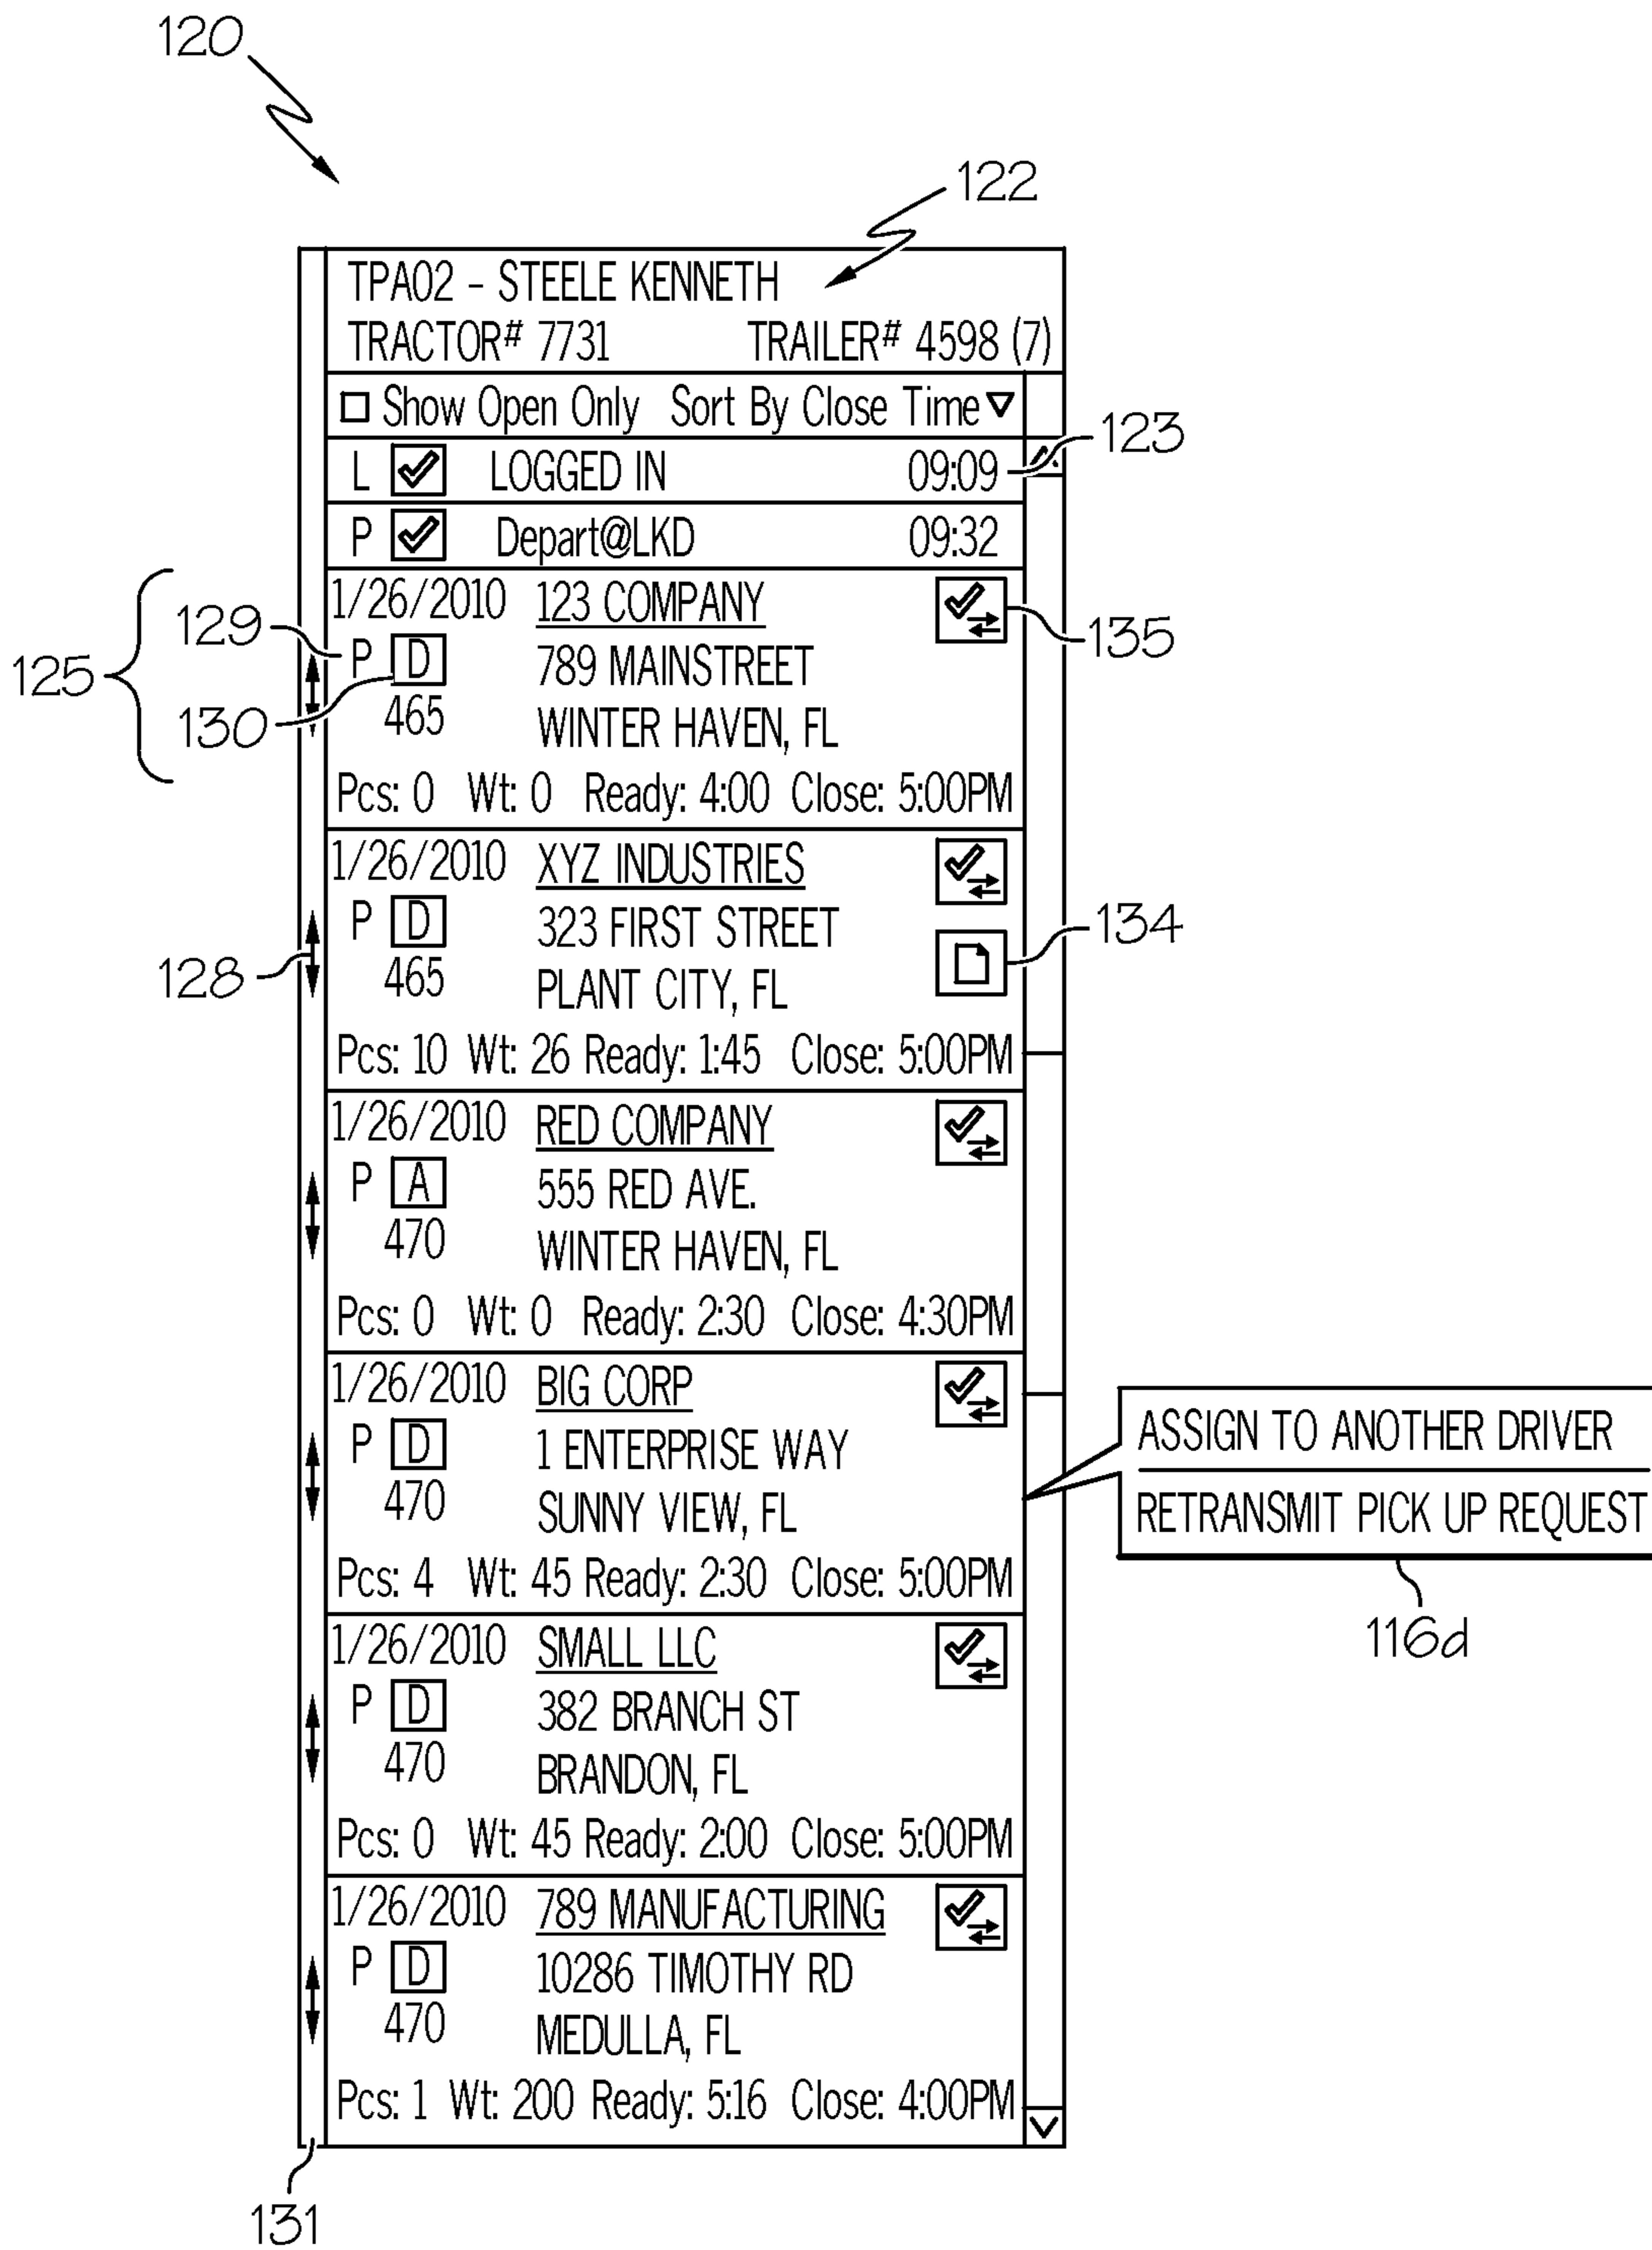 120
122
TPA02 – STEELE KENNETH
TRACTOR# 7731 TRAILER# 4598 (7)
Show Open Only Sort By Close Time
123
L LOGGED IN 09:09
P Depart@LKD 09:32
125
129
130
135
1/26/2010 123 COMPANY
P D 789 MAINSTREET
465 WINTER HAVEN, FL
Pcs: 0 Wt: 0 Ready: 4:00 Close: 5:00PM
1/26/2010 XYZ INDUSTRIES
P D 323 FIRST STREET
134
128
465 PLANT CITY, FL
Pcs: 10 Wt: 26 Ready: 1:45 Close: 5:00PM
1/26/2010 RED COMPANY
P A 555 RED AVE.
470 WINTER HAVEN, FL
Pcs: 0 Wt: 0 Ready: 2:30 Close: 4:30PM
1/26/2010 BIG CORP
P D 1 ENTERPRISE WAY
470 SUNNY VIEW, FL
Pcs: 4 Wt: 45 Ready: 2:30 Close: 5:00PM
ASSIGN TO ANOTHER DRIVER
RETRANSMIT PICK UP REQUEST
116d
1/26/2010 SMALL LLC
P D 382 BRANCH ST
470 BRANDON, FL
Pcs: 0 Wt: 45 Ready: 2:00 Close: 5:00PM
1/26/2010 789 MANUFACTURING
P D 10286 TIMOTHY RD
470 MEDULLA, FL
Pcs: 1 Wt: 200 Ready: 5:16 Close: 4:00PM
131